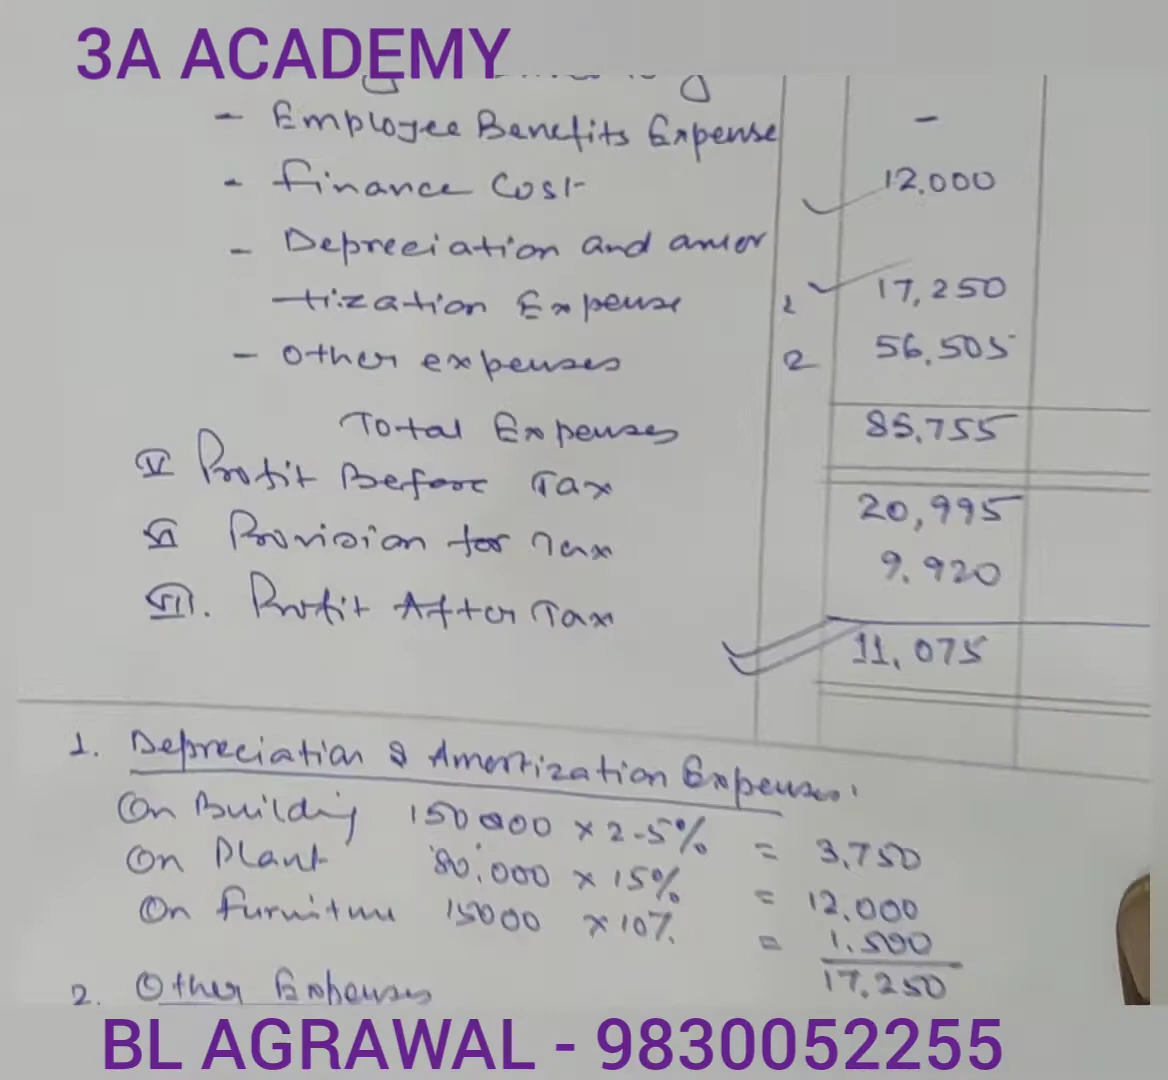 3A ACADEMY
- Employee Benefits Expense -
- Finance Cost 12,000
- Depreciation and amor
tization Expense 1 17,250
- Other expenses 2 56,505
Total Expenses 85,755
V Profit Before Tax 20,995
VI Provision for Tax 9,920
VII. Profit After Tax 11,075
1. Depreciation & Amortization Expenses:
On Building 150000 x 2.5% = 3,750
On Plant 80,000 x 15% = 12,000
On furniture 15000 x 10% = 1,500
17,250
2. Other Expenses
BL AGRAWAL - 9830052255